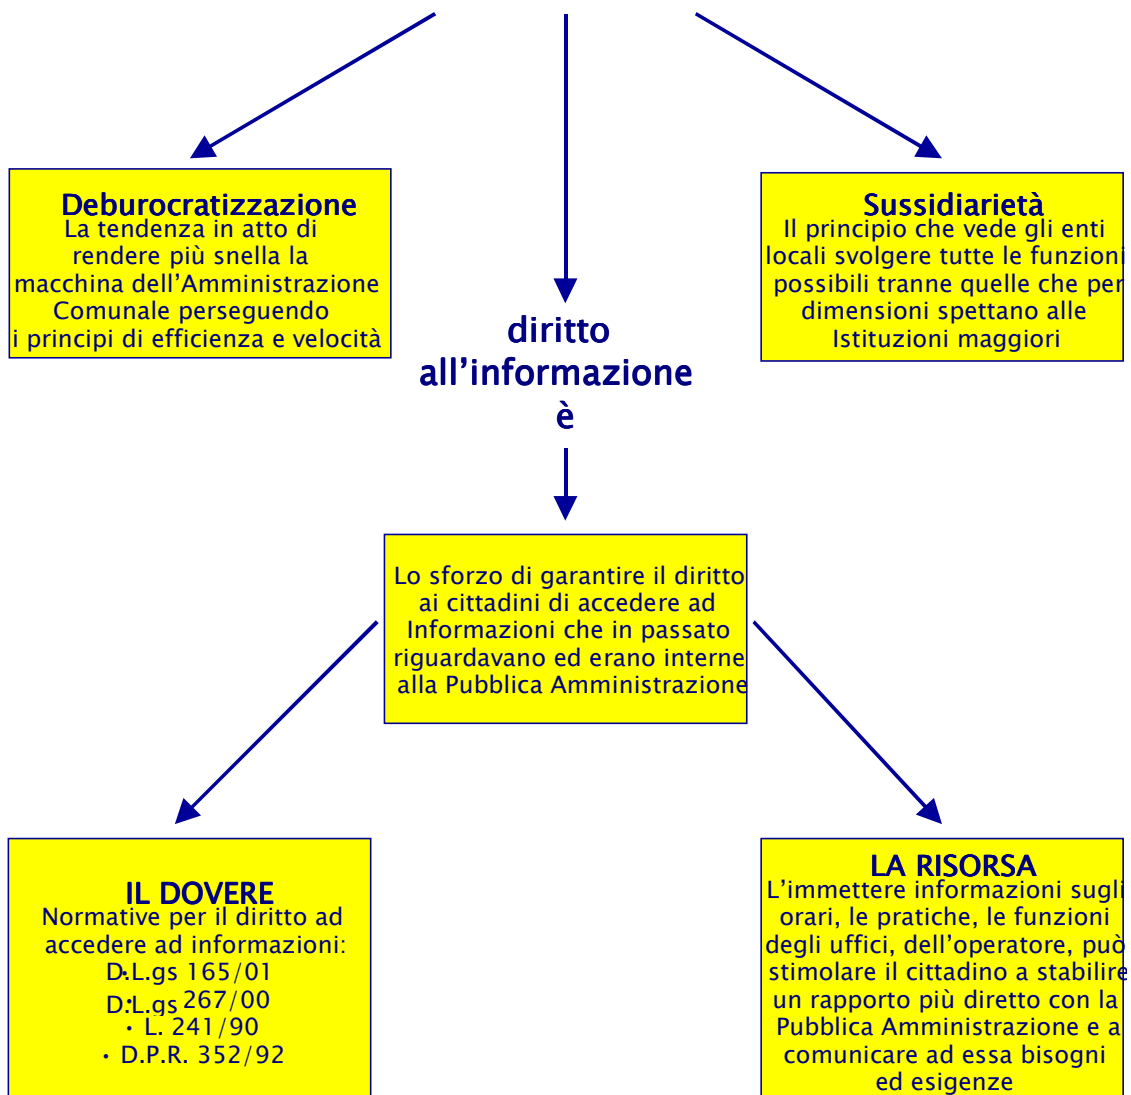 Deburocratizzazione
La tendenza in atto di
rendere più snella la
macchina dell’Amministrazione
Comunale perseguendo
i principi di efficienza e velocità
Sussidiarietà
Il principio che vede gli enti
locali svolgere tutte le funzioni
possibili tranne quelle che per
dimensioni spettano alle
Istituzioni maggiori
diritto
all’informazione
è
Lo sforzo di garantire il diritto
ai cittadini di accedere ad
Informazioni che in passato
riguardavano ed erano interne
alla Pubblica Amministrazione
IL DOVERE
Normative per il diritto ad
accedere ad informazioni:
• D.L.gs 165/01
• D.L.gs 267/00
• L. 241/90
• D.P.R. 352/92
LA RISORSA
L’immettere informazioni sugli
orari, le pratiche, le funzioni
degli uffici, dell’operatore, può
stimolare il cittadino a stabilire
un rapporto più diretto con la
Pubblica Amministrazione e a
comunicare ad essa bisogni
ed esigenze